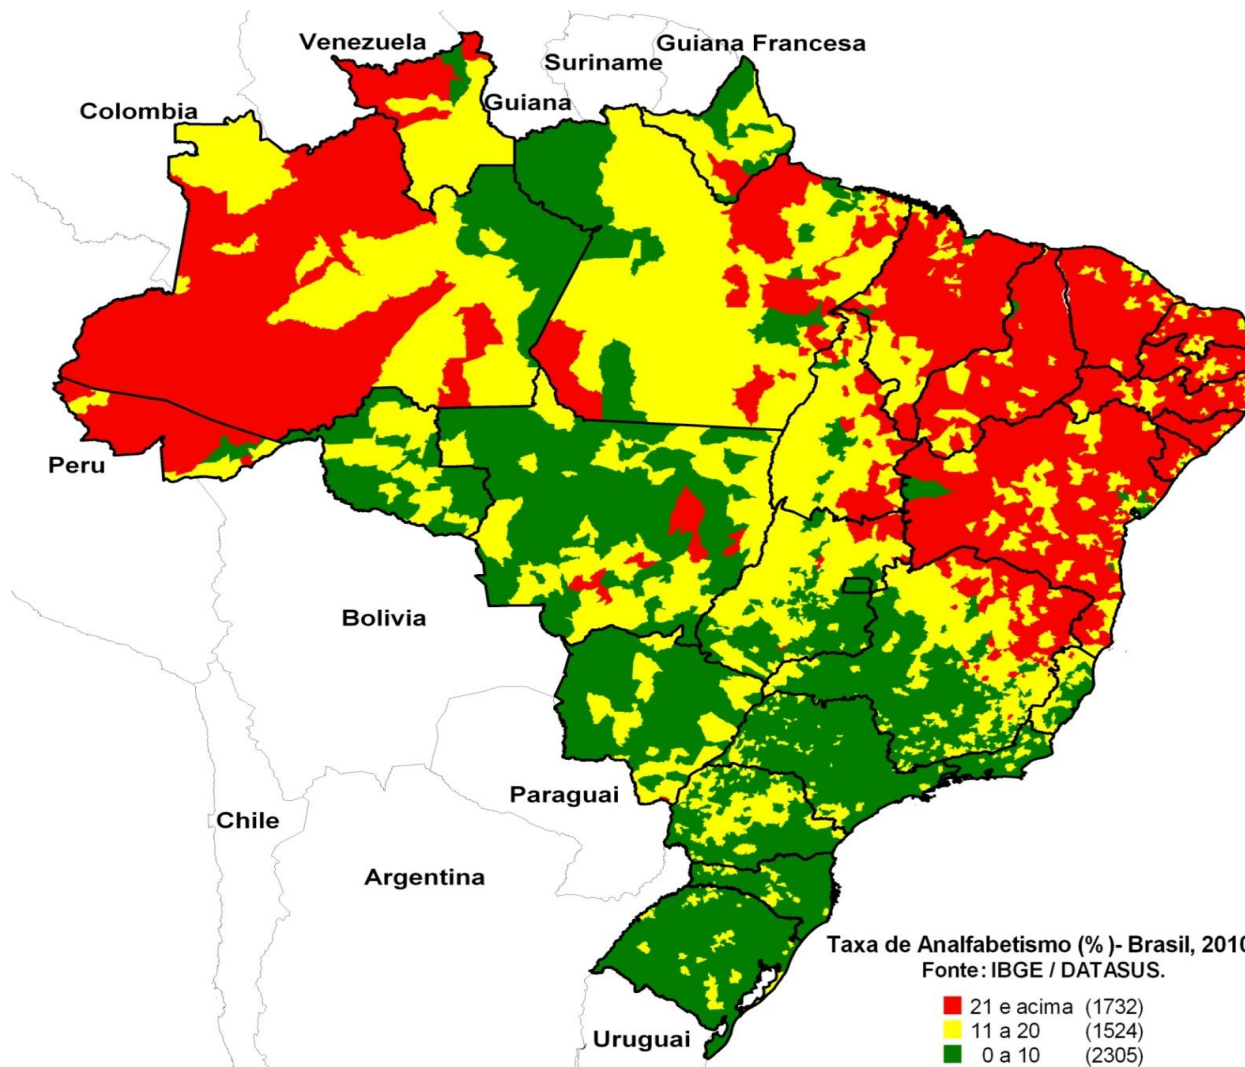 Venezuela
Guiana Francesa
Suriname
Colombia
Guiana
Peru
Bolivia
Paraguai
Chile
Argentina
Taxa de Analfabetismo (%)- Brasil, 2010
Fonte: IBGE / DATASUS.
21 e acima (1732)
11 a 20 (1524)
0 a 10 (2305)
Uruguai